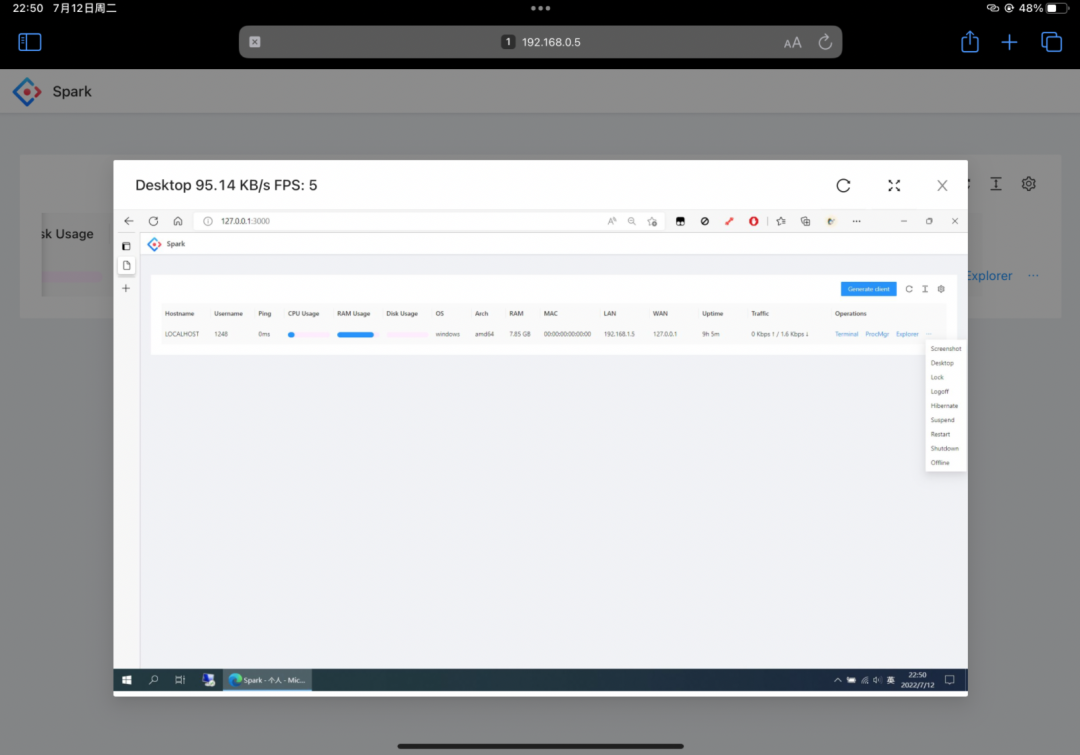 22:50 7月12日周二
48%
1 192.168.0.5
AA
Spark
Desktop 95.14 KB/s FPS: 5
sk Usage
Explorer ···
127.0.0.1:3000
Spark
Generate client
Hostname Username Ping CPU Usage RAM Usage Disk Usage OS Arch RAM MAC LAN WAN Uptime Traffic Operations
LOCALHOST 1248 0ms windows amd64 7.85 GB 00:00:00:00:00:00 192.168.1.5 127.0.0.1 9h 5m 0 Kbps ↑ / 1.6 Kbps ↓ Terminal ProcMgr Explorer ···
Screenshot
Desktop
Lock
Logoff
Hibernate
Suspend
Restart
Shutdown
Offline
Spark - 个人 - Mic...
英
22:50
2022/7/12